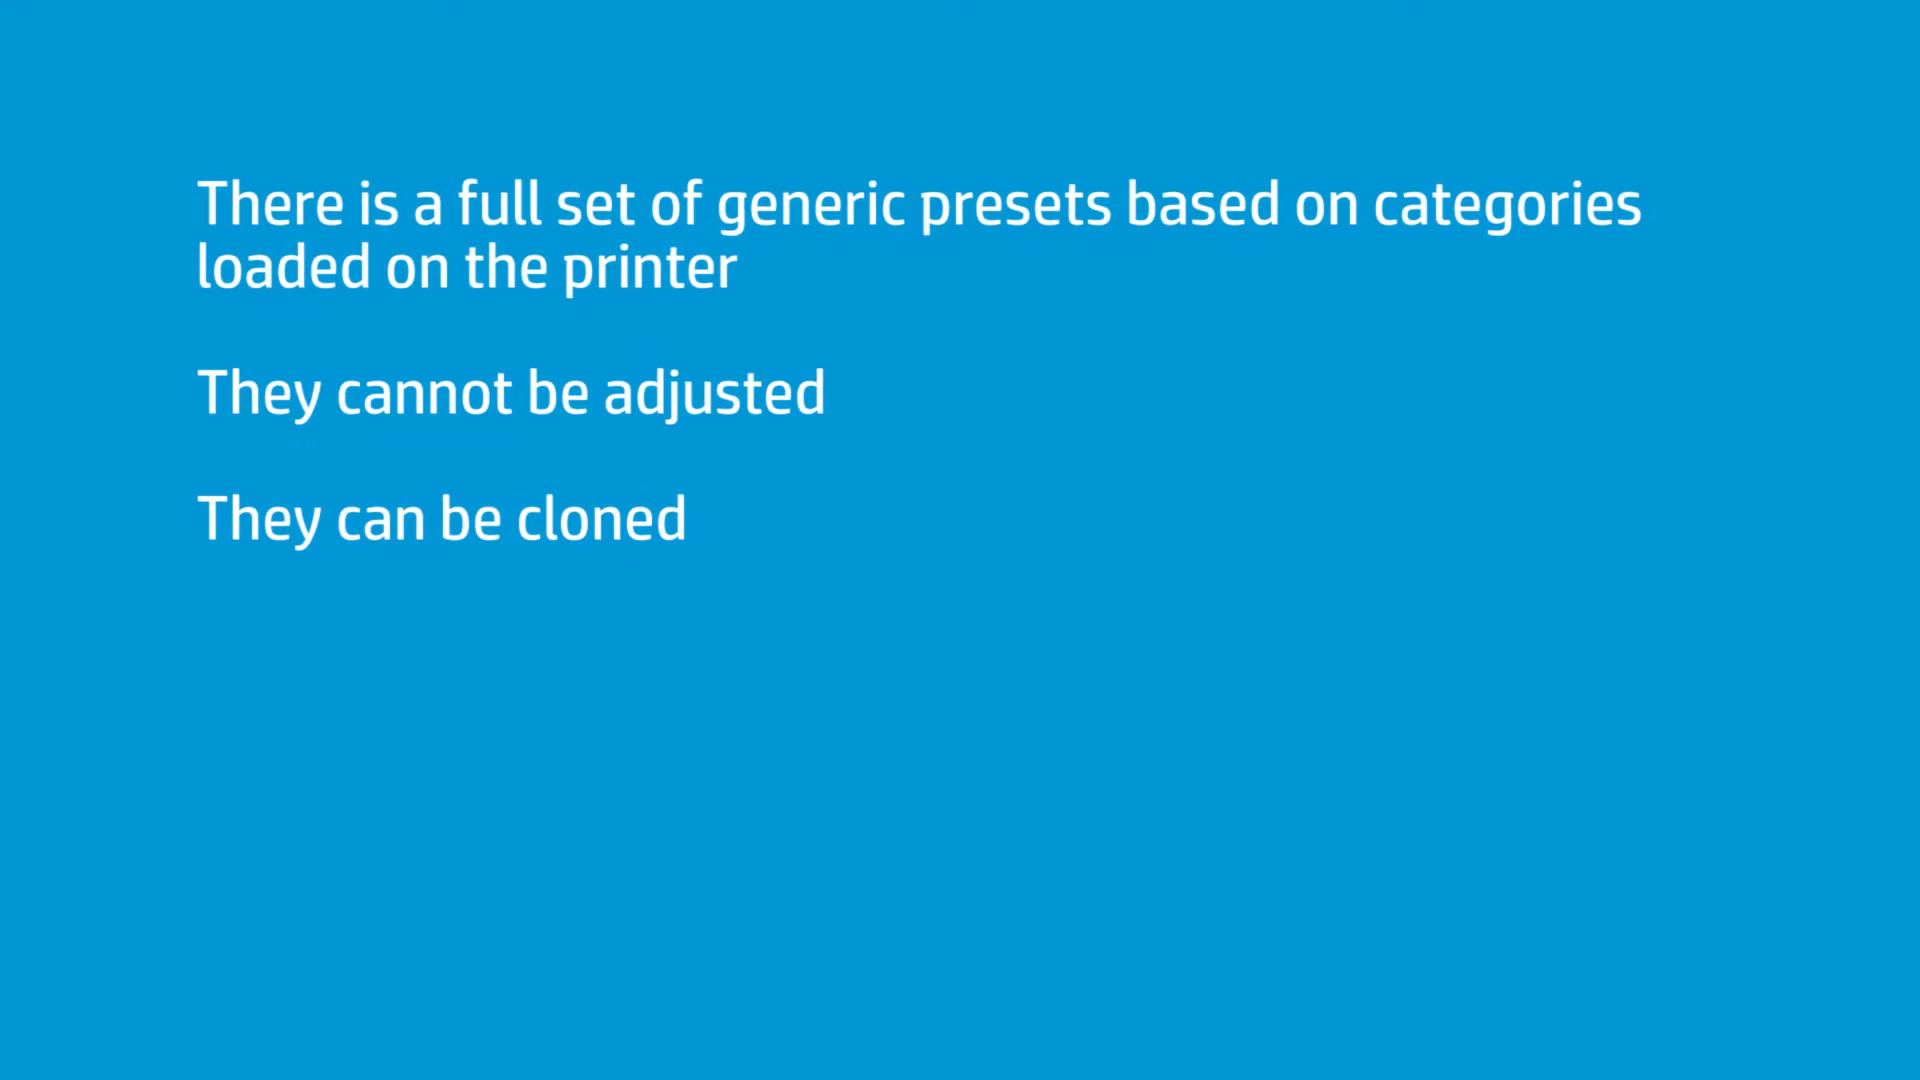 There is a full set of generic presets based on categories
loaded on the printer
They cannot be adjusted
They can be cloned